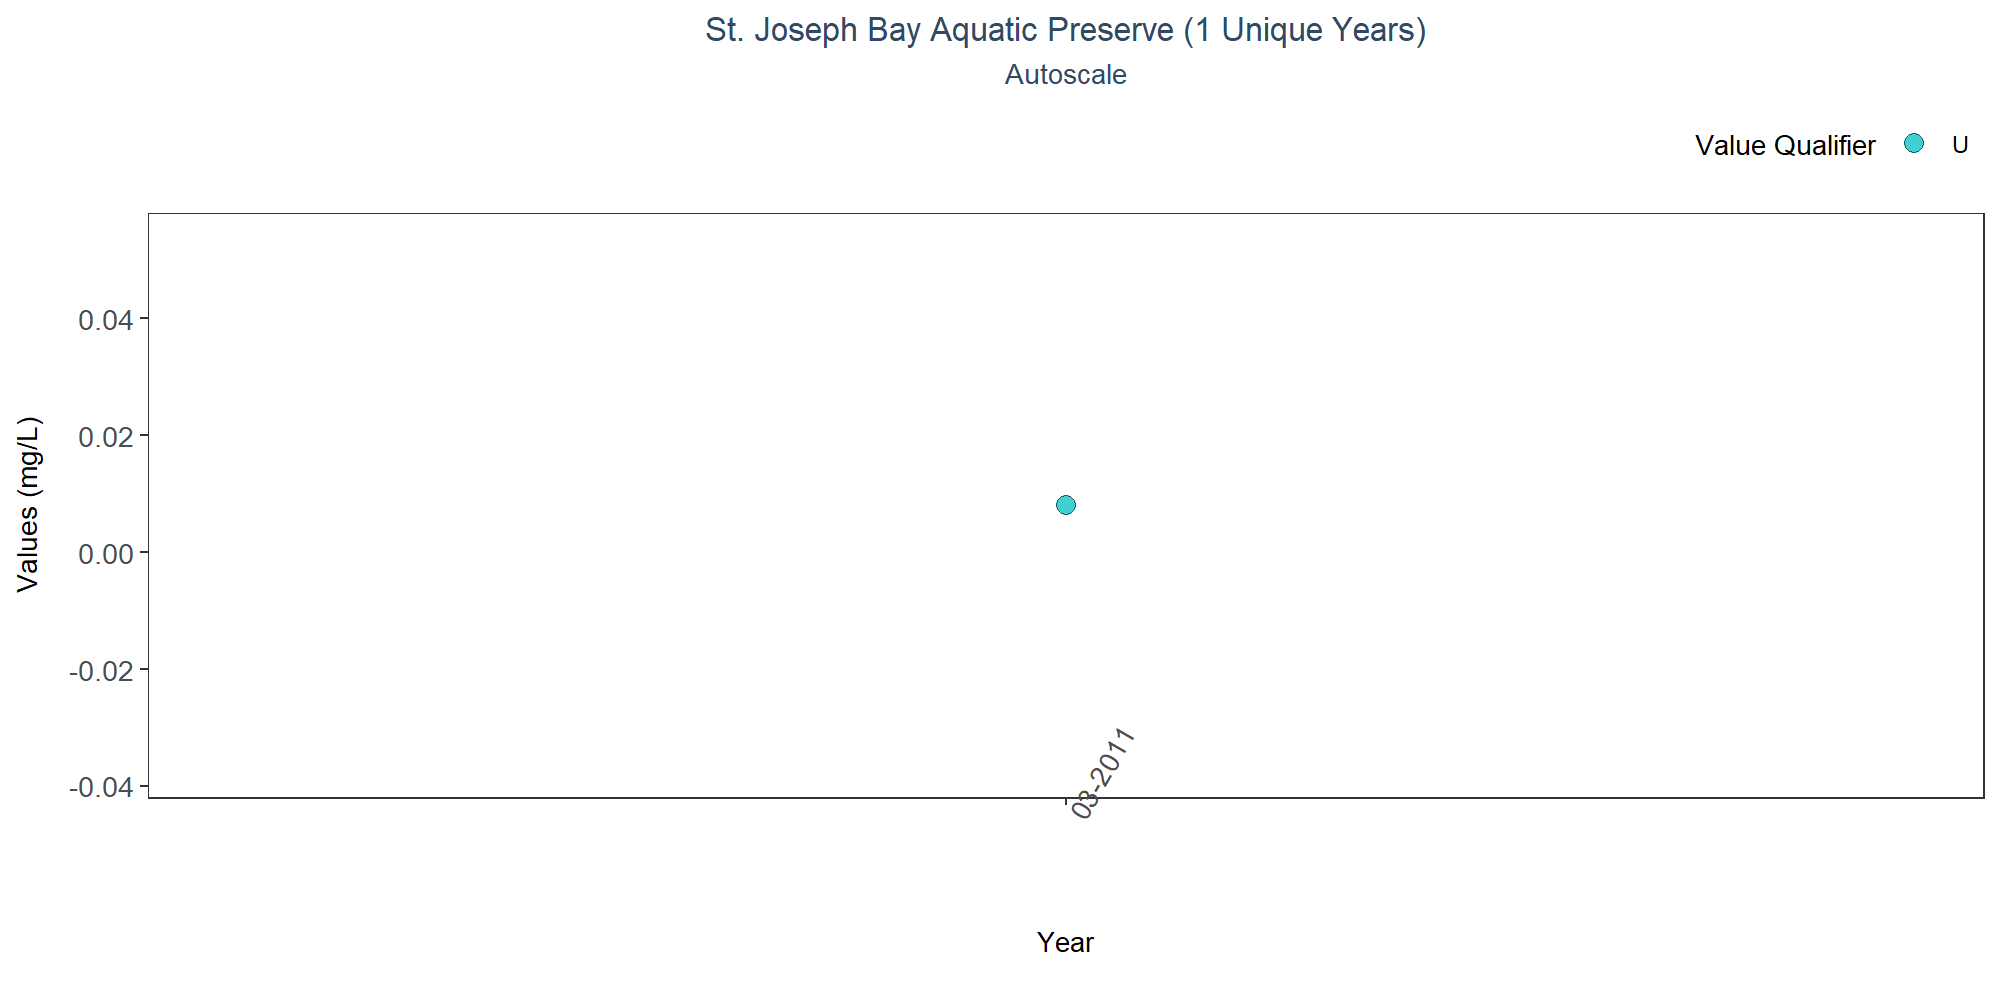 St. Joseph Bay Aquatic Preserve (1 Unique Years)
Autoscale
Value Qualifier U
Values (mg/L)
0.04
0.02
0.00
-0.02
-0.04
03-2011
Year